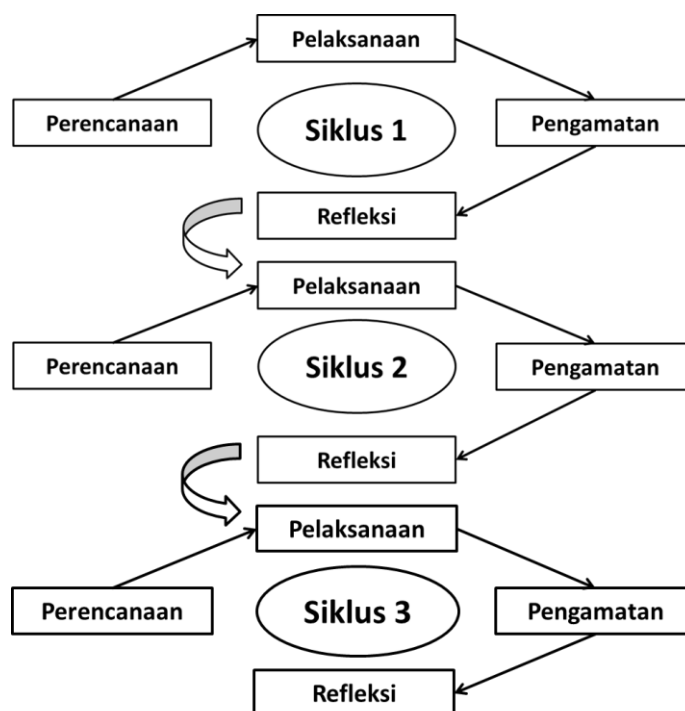 Pelaksanaan
Perencanaan
Siklus 1
Pengamatan
Refleksi
Pelaksanaan
Perencanaan
Siklus 2
Pengamatan
Refleksi
Pelaksanaan
Perencanaan
Siklus 3
Pengamatan
Refleksi